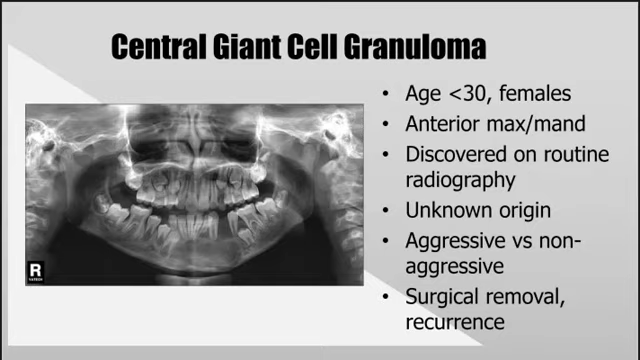 Central Giant Cell Granuloma
• Age <30, females
• Anterior max/mand
• Discovered on routine
radiography
• Unknown origin
• Aggressive vs non-
aggressive
• Surgical removal,
recurrence
R